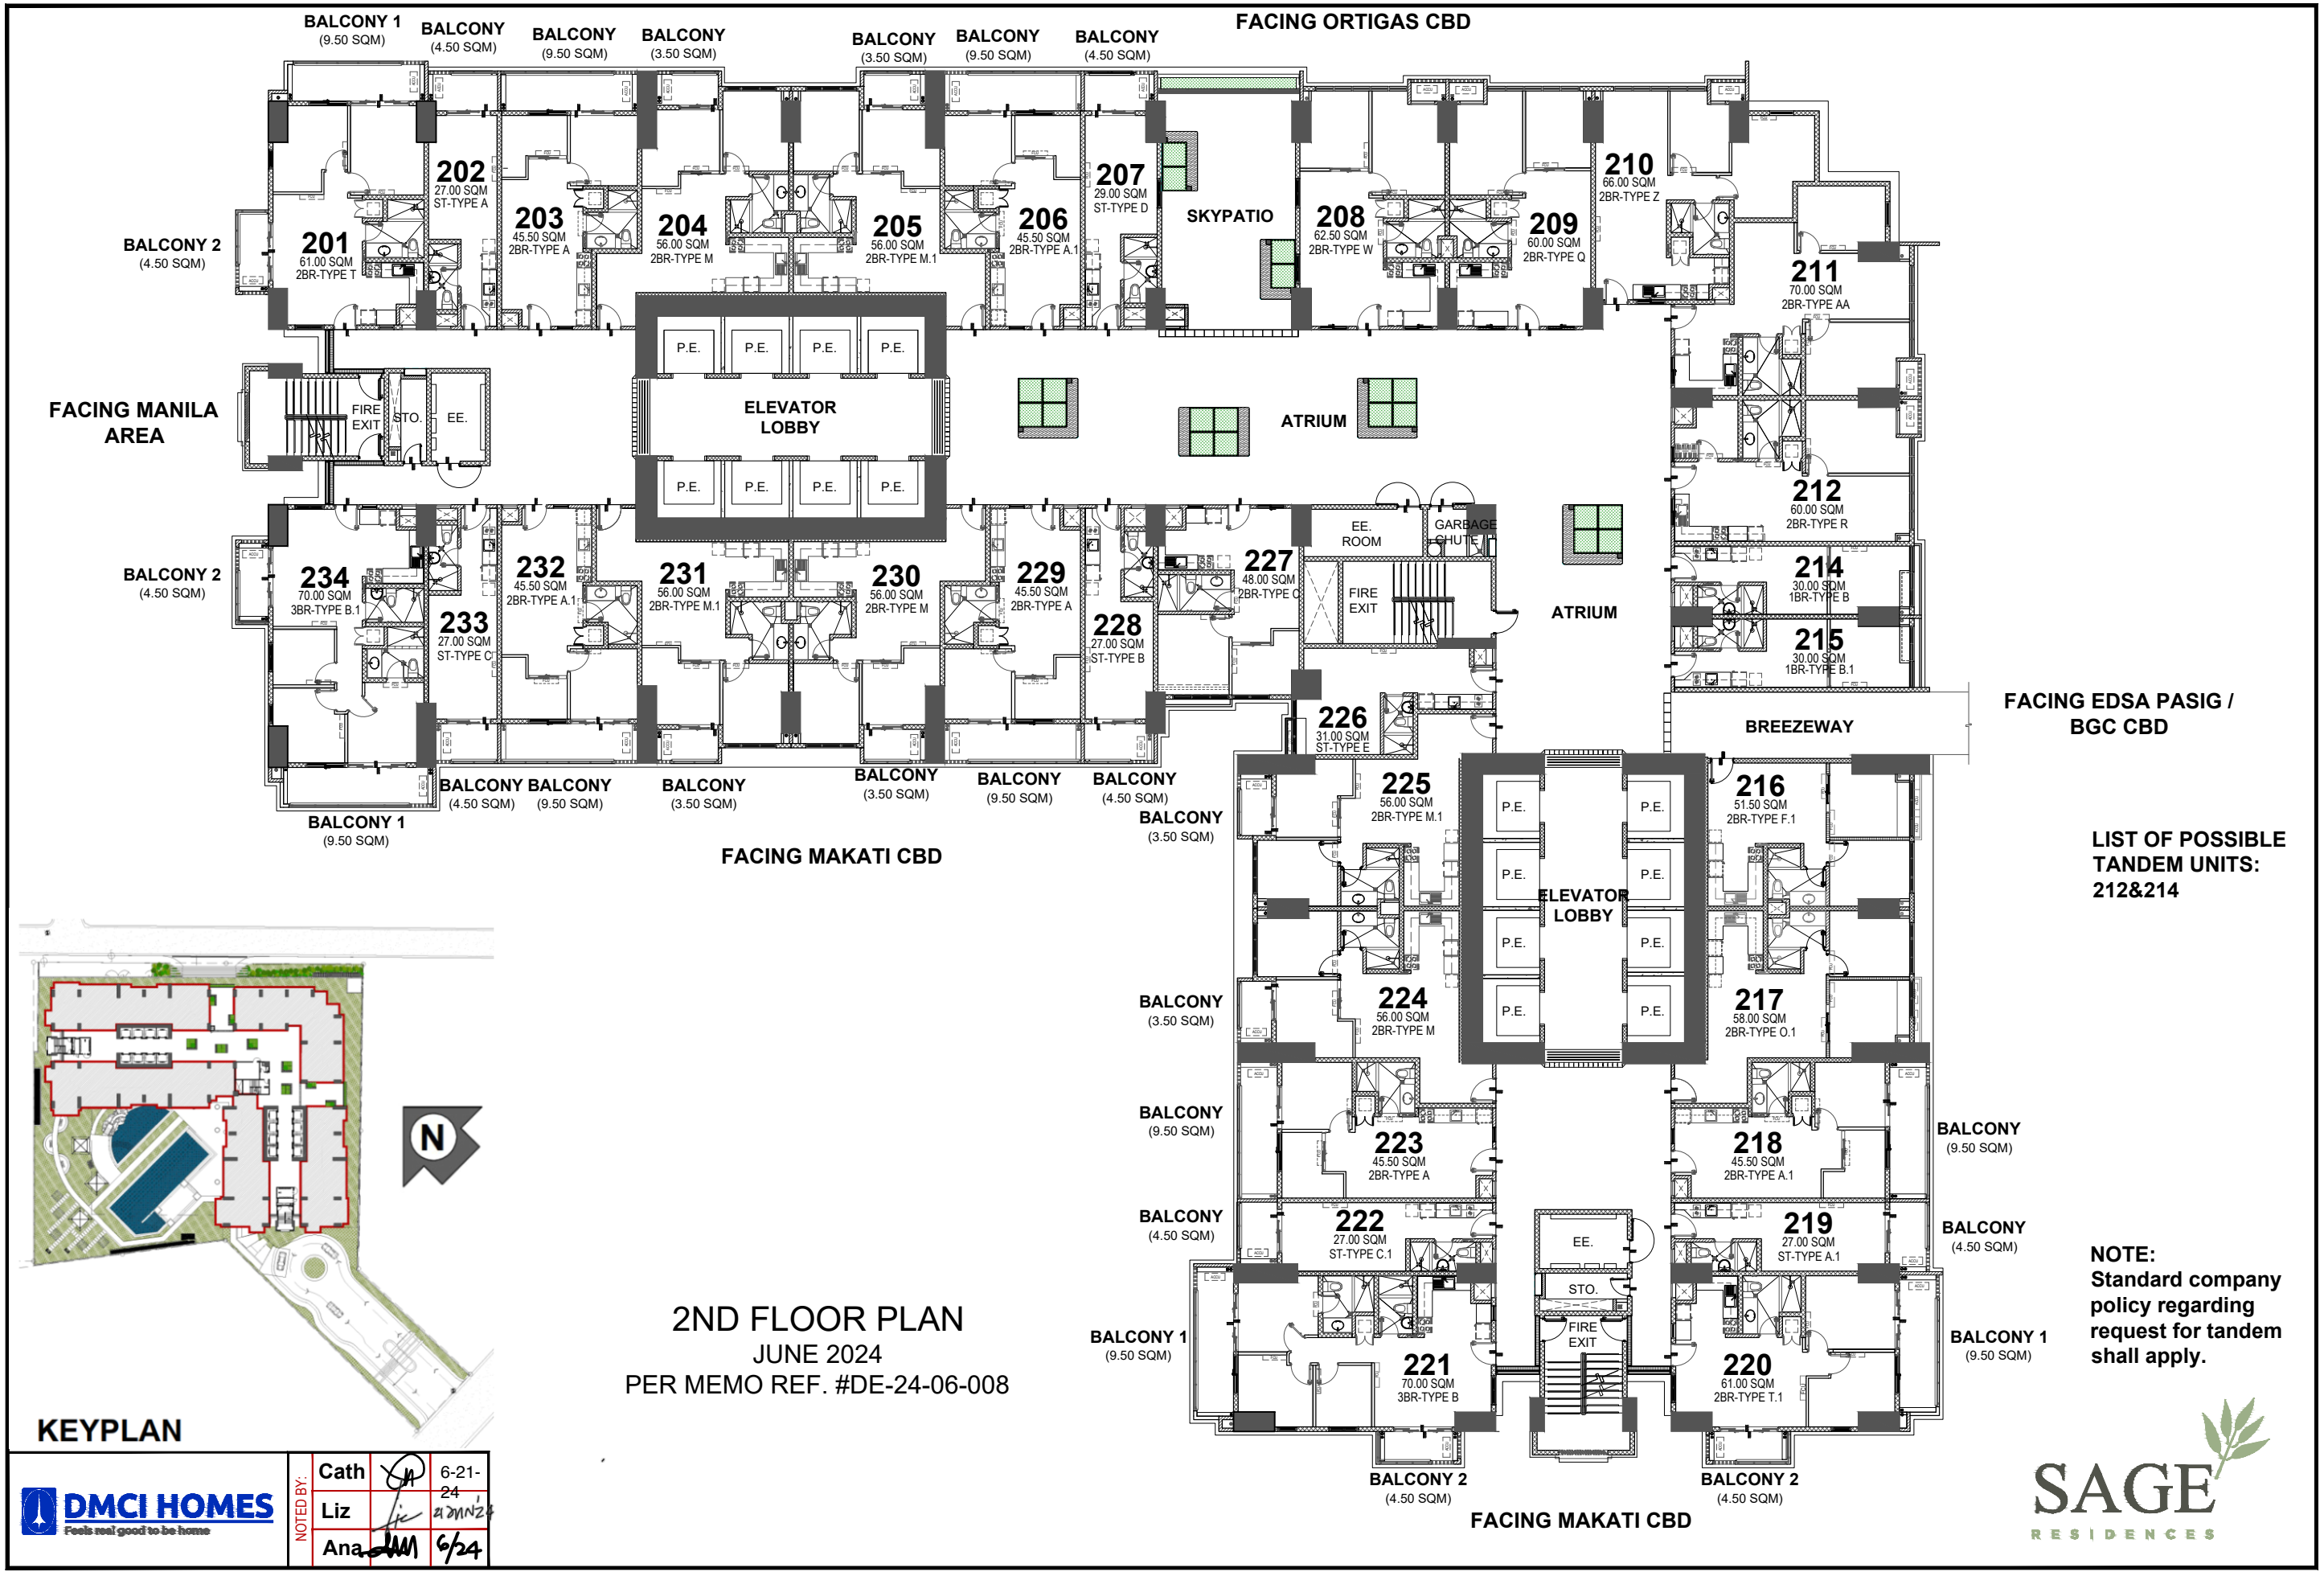 FACING ORTIGAS CBD
BALCONY 1
(9.50 SQM)
BALCONY
(4.50 SQM)
BALCONY
(9.50 SQM)
BALCONY
(3.50 SQM)
BALCONY
(3.50 SQM)
BALCONY
(9.50 SQM)
BALCONY
(4.50 SQM)
BALCONY 2
(4.50 SQM)
201
61.00 SQM
2BR-TYPE T
202
27.00 SQM
ST-TYPE A
203
45.50 SQM
2BR-TYPE A
204
56.00 SQM
2BR-TYPE M
205
56.00 SQM
2BR-TYPE M.1
206
45.50 SQM
2BR-TYPE A.1
207
29.00 SQM
ST-TYPE D
SKYPATIO
208
62.50 SQM
2BR-TYPE W
209
60.00 SQM
2BR-TYPE Q
210
66.00 SQM
2BR-TYPE Z
211
70.00 SQM
2BR-TYPE AA
P.E.
P.E.
P.E.
P.E.
FACING MANILA
AREA
FIRE
EXIT
STO.
EE.
ELEVATOR
LOBBY
ATRIUM
P.E.
P.E.
P.E.
P.E.
212
60.00 SQM
2BR-TYPE R
EE.
ROOM
GARBAGE
CHUTE
FIRE
EXIT
ATRIUM
214
30.00 SQM
1BR-TYPE B
215
30.00 SQM
1BR-TYPE B.1
BALCONY 2
(4.50 SQM)
234
70.00 SQM
3BR-TYPE B.1
233
27.00 SQM
ST-TYPE C
232
45.50 SQM
2BR-TYPE A.1
231
56.00 SQM
2BR-TYPE M.1
230
56.00 SQM
2BR-TYPE M
229
45.50 SQM
2BR-TYPE A
228
27.00 SQM
ST-TYPE B
227
48.00 SQM
2BR-TYPE C
226
31.00 SQM
ST-TYPE E
BREEZEWAY
FACING EDSA PASIG /
BGC CBD
BALCONY 1
(9.50 SQM)
BALCONY
(4.50 SQM)
BALCONY
(9.50 SQM)
BALCONY
(3.50 SQM)
BALCONY
(3.50 SQM)
BALCONY
(9.50 SQM)
BALCONY
(4.50 SQM)
FACING MAKATI CBD
BALCONY
(3.50 SQM)
225
56.00 SQM
2BR-TYPE M.1
P.E.
P.E.
P.E.
P.E.
ELEVATOR
LOBBY
P.E.
P.E.
P.E.
P.E.
216
51.50 SQM
2BR-TYPE F.1
LIST OF POSSIBLE
TANDEM UNITS:
212&214
BALCONY
(3.50 SQM)
224
56.00 SQM
2BR-TYPE M
217
58.00 SQM
2BR-TYPE O.1
BALCONY
(9.50 SQM)
223
45.50 SQM
2BR-TYPE A
218
45.50 SQM
2BR-TYPE A.1
BALCONY
(9.50 SQM)
BALCONY
(4.50 SQM)
222
27.00 SQM
ST-TYPE C.1
EE.
STO.
FIRE
EXIT
219
27.00 SQM
ST-TYPE A.1
BALCONY
(4.50 SQM)
BALCONY 1
(9.50 SQM)
221
70.00 SQM
3BR-TYPE B
220
61.00 SQM
2BR-TYPE T.1
BALCONY 1
(9.50 SQM)
BALCONY 2
(4.50 SQM)
BALCONY 2
(4.50 SQM)
FACING MAKATI CBD
NOTE:
Standard company
policy regarding
request for tandem
shall apply.
N
KEYPLAN
2ND FLOOR PLAN
JUNE 2024
PER MEMO REF. #DE-24-06-008
DMCI HOMES
Feels real good to be home
NOTED BY:
Cath
6-21-
24
Liz
Ana
6/24
SAGE
RESIDENCES